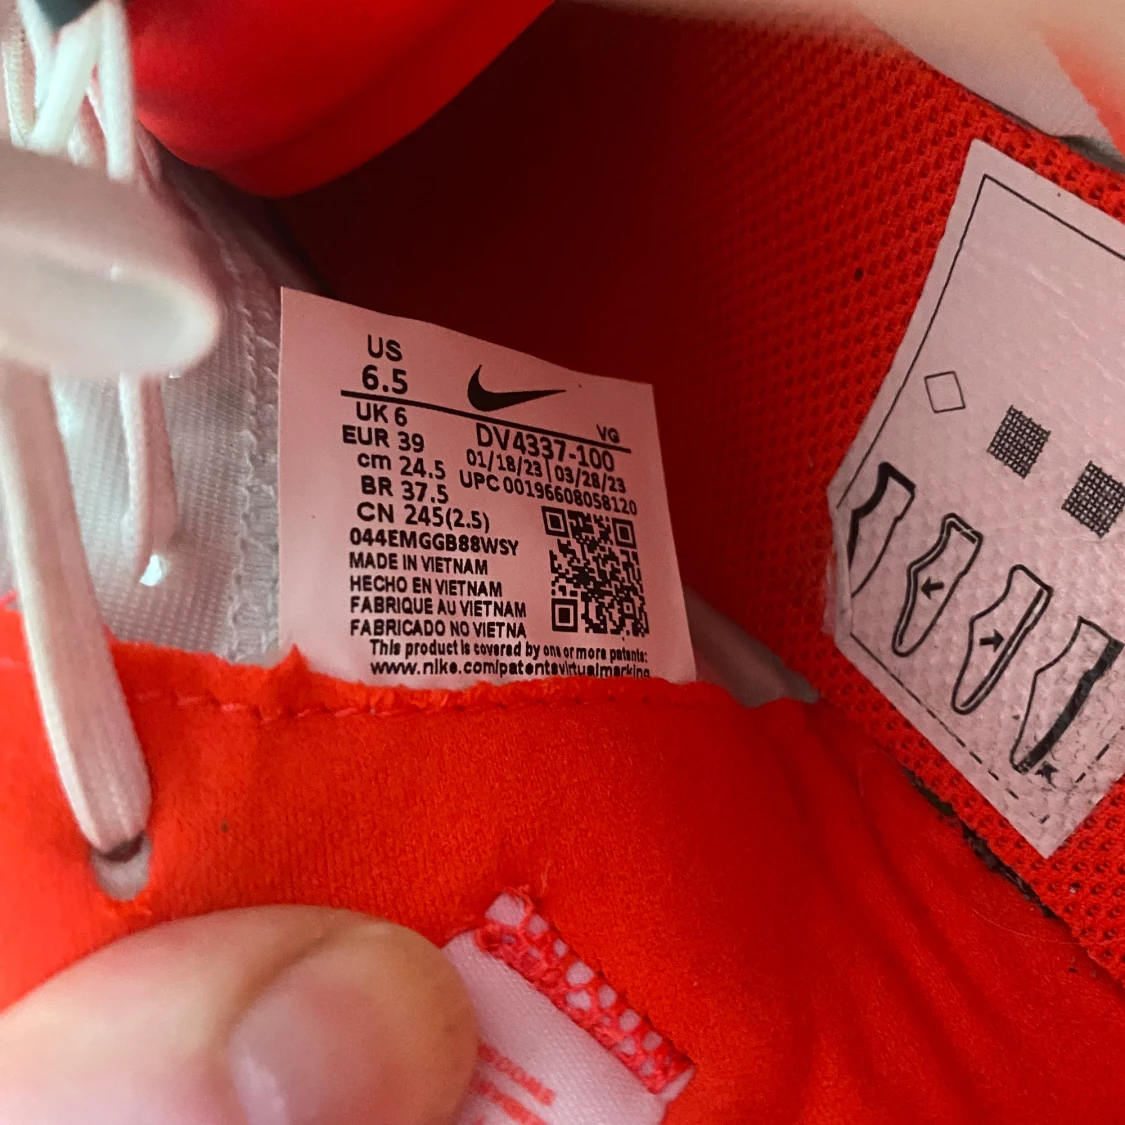 US
6.5
UK 6
EUR 39
cm 24.5
BR 37.5
CN 245(2.5)
VG
DV4337-100
01/18/23 | 03/28/23
UPC 00196608058120
044EMGGB88WSY
MADE IN VIETNAM
HECHO EN VIETNAM
FABRIQUE AU VIETNAM
FABRICADO NO VIETNA
This product is covered by one or more patents:
www.nike.com/patentsvirtualmarking